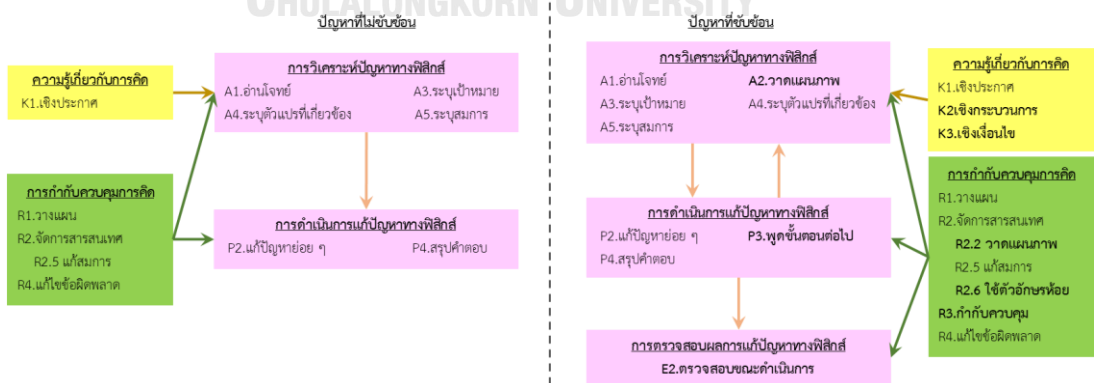 CHULALONGKORN UNIVERSITY
ปัญหาที่ไม่ซับซ้อน
ความรู้เกี่ยวกับการคิด
K1.เชิงประกาศ
การวิเคราะห์ปัญหาทางฟิสิกส์
A1.อ่านโจทย์ A3.ระบุเป้าหมาย
A4.ระบุตัวแปรที่เกี่ยวข้อง A5.ระบุสมการ
การกำกับควบคุมการคิด
R1.วางแผน
R2.จัดการสารสนเทศ
R2.5 แก้สมการ
R4.แก้ไขข้อผิดพลาด
การดำเนินการแก้ปัญหาทางฟิสิกส์
P2.แก้ปัญหาย่อย ๆ P4.สรุปคำตอบ
ปัญหาที่ซับซ้อน
การวิเคราะห์ปัญหาทางฟิสิกส์
A1.อ่านโจทย์ A2.วาดแผนภาพ
A3.ระบุเป้าหมาย A4.ระบุตัวแปรที่เกี่ยวข้อง
A5.ระบุสมการ
ความรู้เกี่ยวกับการคิด
K1.เชิงประกาศ
K2เชิงกระบวนการ
K3.เชิงเงื่อนไข
การดำเนินการแก้ปัญหาทางฟิสิกส์
P2.แก้ปัญหาย่อย ๆ P3.พูดขั้นตอนต่อไป
P4.สรุปคำตอบ
การกำกับควบคุมการคิด
R1.วางแผน
R2.จัดการสารสนเทศ
R2.2 วาดแผนภาพ
R2.5 แก้สมการ
R2.6 ใช้ตัวอักษรห้อย
R3.กำกับควบคุม
R4.แก้ไขข้อผิดพลาด
การตรวจสอบผลการแก้ปัญหาทางฟิสิกส์
E2.ตรวจสอบขณะดำเนินการ